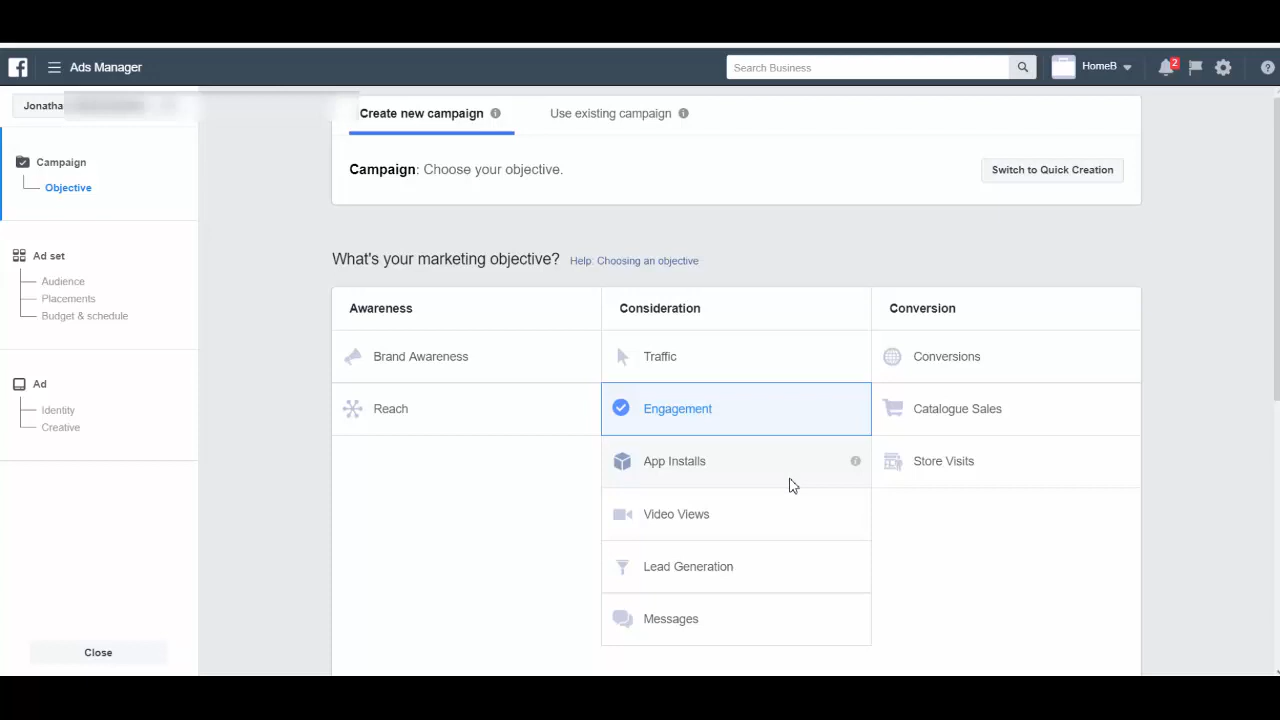 Ads Manager
Search Business
HomeB
2
Jonatha
Campaign
Objective
Ad set
Audience
Placements
Budget & schedule
Ad
Identity
Creative
Close
Create new campaign
Use existing campaign
Campaign: Choose your objective.
Switch to Quick Creation
What's your marketing objective? Help: Choosing an objective
Awareness
Brand Awareness
Reach
Consideration
Traffic
Engagement
App Installs
Video Views
Lead Generation
Messages
Conversion
Conversions
Catalogue Sales
Store Visits